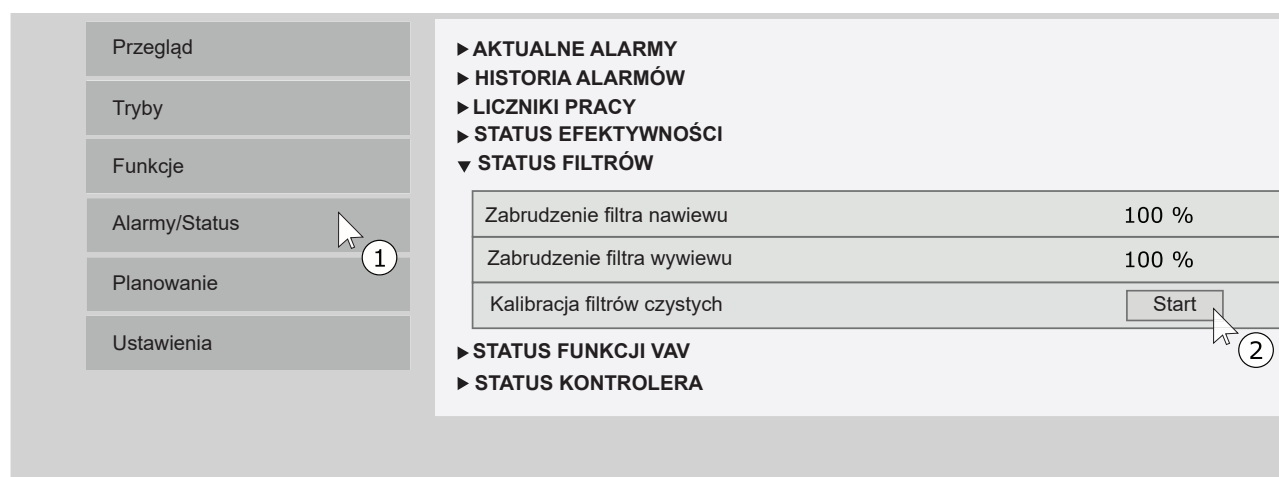 Przegląd
Tryby
Funkcje
Alarmy/Status
1
Planowanie
Ustawienia
AKTUALNE ALARMY
HISTORIA ALARMÓW
LICZNIKI PRACY
STATUS EFEKTYWNOŚCI
STATUS FILTRÓW
Zabrudzenie filtra nawiewu 100 %
Zabrudzenie filtra wywiewu 100 %
Kalibracja filtrów czystych Start
2
STATUS FUNKCJI VAV
STATUS KONTROLERA